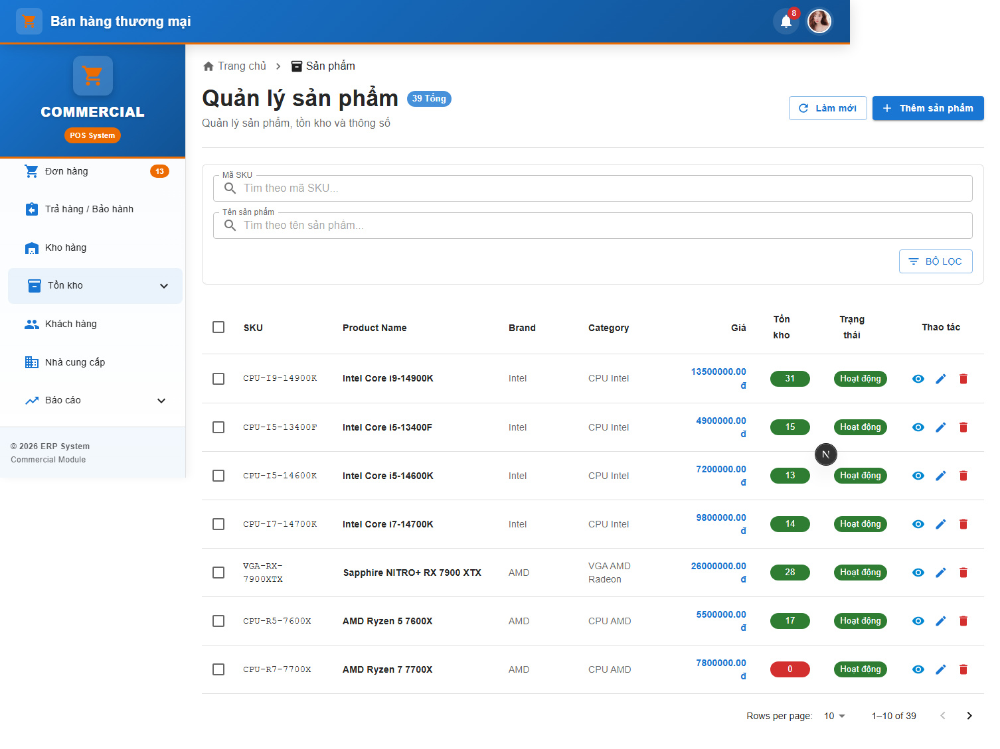 Bán hàng thương mại
8
COMMERCIAL
POS System
Đơn hàng 13
Trả hàng / Bảo hành
Kho hàng
Tồn kho
Khách hàng
Nhà cung cấp
Báo cáo
© 2026 ERP System
Commercial Module
Trang chủ > Sản phẩm
Quản lý sản phẩm 39 Tổng
Quản lý sản phẩm, tồn kho và thông số
Làm mới
Thêm sản phẩm
Mã SKU
Tìm theo mã SKU...
Tên sản phẩm
Tìm theo tên sản phẩm...
BỘ LỌC
SKU Product Name Brand Category Giá Tồn kho Trạng thái Thao tác
CPU-I9-14900K Intel Core i9-14900K Intel CPU Intel 13500000.00 đ 31 Hoạt động
CPU-I5-13400F Intel Core i5-13400F Intel CPU Intel 4900000.00 đ 15 Hoạt động
N
CPU-I5-14600K Intel Core i5-14600K Intel CPU Intel 7200000.00 đ 13 Hoạt động
CPU-I7-14700K Intel Core i7-14700K Intel CPU Intel 9800000.00 đ 14 Hoạt động
VGA-RX-7900XTX Sapphire NITRO+ RX 7900 XTX AMD VGA AMD Radeon 26000000.00 đ 28 Hoạt động
CPU-R5-7600X AMD Ryzen 5 7600X AMD CPU AMD 5500000.00 đ 17 Hoạt động
CPU-R7-7700X AMD Ryzen 7 7700X AMD CPU AMD 7800000.00 đ 0 Hoạt động
Rows per page: 10 1–10 of 39